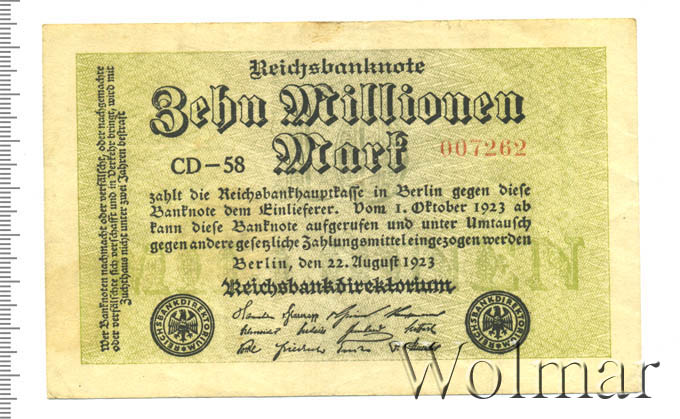 Reichsbanknote
Zehn Millionen
Mark
CD-58
007262
zahlt die Reichsbankhauptkasse in Berlin gegen diese
Banknote dem Einlieferer. Vom 1. Oktober 1923 ab
kann diese Banknote aufgerufen und unter Umtausch
gegen andere gesetzliche Zahlungsmittel eingezogen werden
Berlin, den 22. August 1923
Reichsbankdirektorium
REICHSBANKDIREKTORIUM
REICHSBANKDIREKTORIUM
Wer Banknoten nachmacht oder verfälscht, oder nachgemachte
oder verfälschte sich verschafft und in Verkehr bringt, wird mit
Zuchthaus nicht unter zwei Jahren bestraft
Wolmar